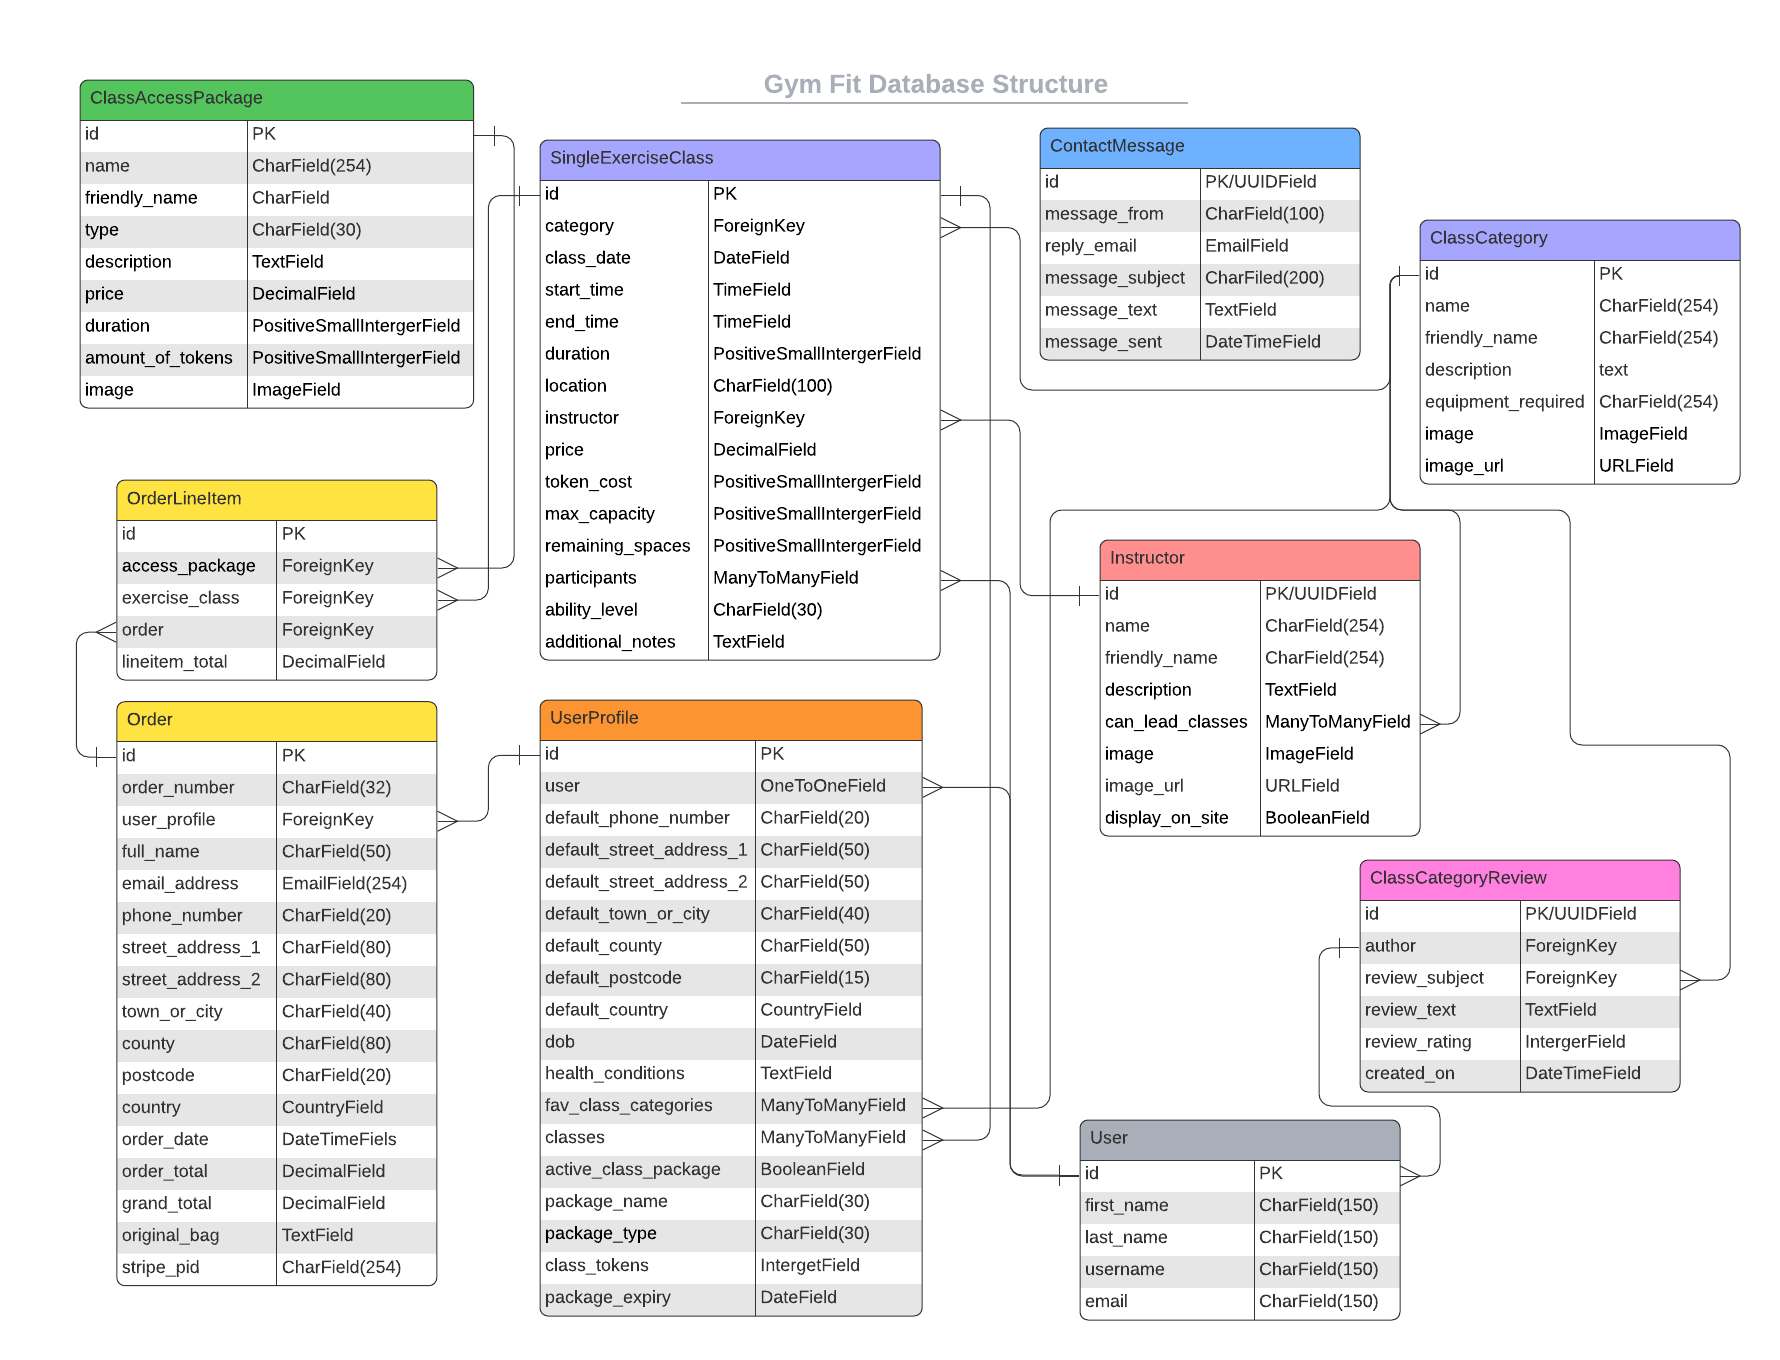 Gym Fit Database Structure
ClassAccessPackage
id PK
name CharField(254)
friendly_name CharField
type CharField(30)
description TextField
price DecimalField
duration PositiveSmallIntergerField
amount_of_tokens PositiveSmallIntergerField
image ImageField
SingleExerciseClass
id PK
category ForeignKey
class_date DateField
start_time TimeField
end_time TimeField
duration PositiveSmallIntergerField
location CharField(100)
instructor ForeignKey
price DecimalField
token_cost PositiveSmallIntergerField
max_capacity PositiveSmallIntergerField
remaining_spaces PositiveSmallIntergerField
participants ManyToManyField
ability_level CharField(30)
additional_notes TextField
ContactMessage
id PK/UUIDField
message_from CharField(100)
reply_email EmailField
message_subject CharFiled(200)
message_text TextField
message_sent DateTimeField
ClassCategory
id PK
name CharField(254)
friendly_name CharField(254)
description text
equipment_required CharField(254)
image ImageField
image_url URLField
OrderLineItem
id PK
access_package ForeignKey
exercise_class ForeignKey
order ForeignKey
lineitem_total DecimalField
Instructor
id PK/UUIDField
name CharField(254)
friendly_name CharField(254)
description TextField
can_lead_classes ManyToManyField
image ImageField
image_url URLField
display_on_site BooleanField
Order
id PK
order_number CharField(32)
user_profile ForeignKey
full_name CharField(50)
email_address EmailField(254)
phone_number CharField(20)
street_address_1 CharField(80)
street_address_2 CharField(80)
town_or_city CharField(40)
county CharField(80)
postcode CharField(20)
country CountryField
order_date DateTimeFiels
order_total DecimalField
grand_total DecimalField
original_bag TextField
stripe_pid CharField(254)
UserProfile
id PK
user OneToOneField
default_phone_number CharField(20)
default_street_address_1 CharField(50)
default_street_address_2 CharField(50)
default_town_or_city CharField(40)
default_county CharField(50)
default_postcode CharField(15)
default_country CountryField
dob DateField
health_conditions TextField
fav_class_categories ManyToManyField
classes ManyToManyField
active_class_package BooleanField
package_name CharField(30)
package_type CharField(30)
class_tokens IntergetField
package_expiry DateField
ClassCategoryReview
id PK/UUIDField
author ForeignKey
review_subject ForeignKey
review_text TextField
review_rating IntergerField
created_on DateTimeField
User
id PK
first_name CharField(150)
last_name CharField(150)
username CharField(150)
email CharField(150)